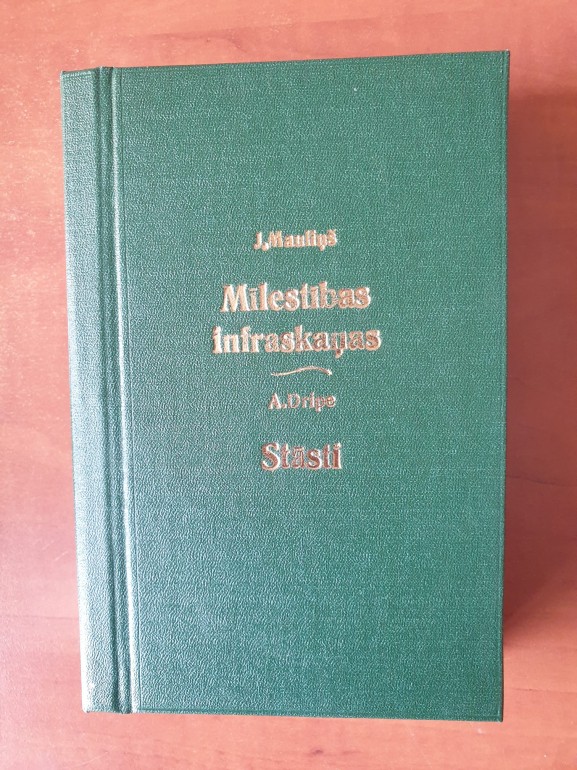 J.Mauliņš
Mīlestības
infraskaņas
A.Dripe
Stāsti